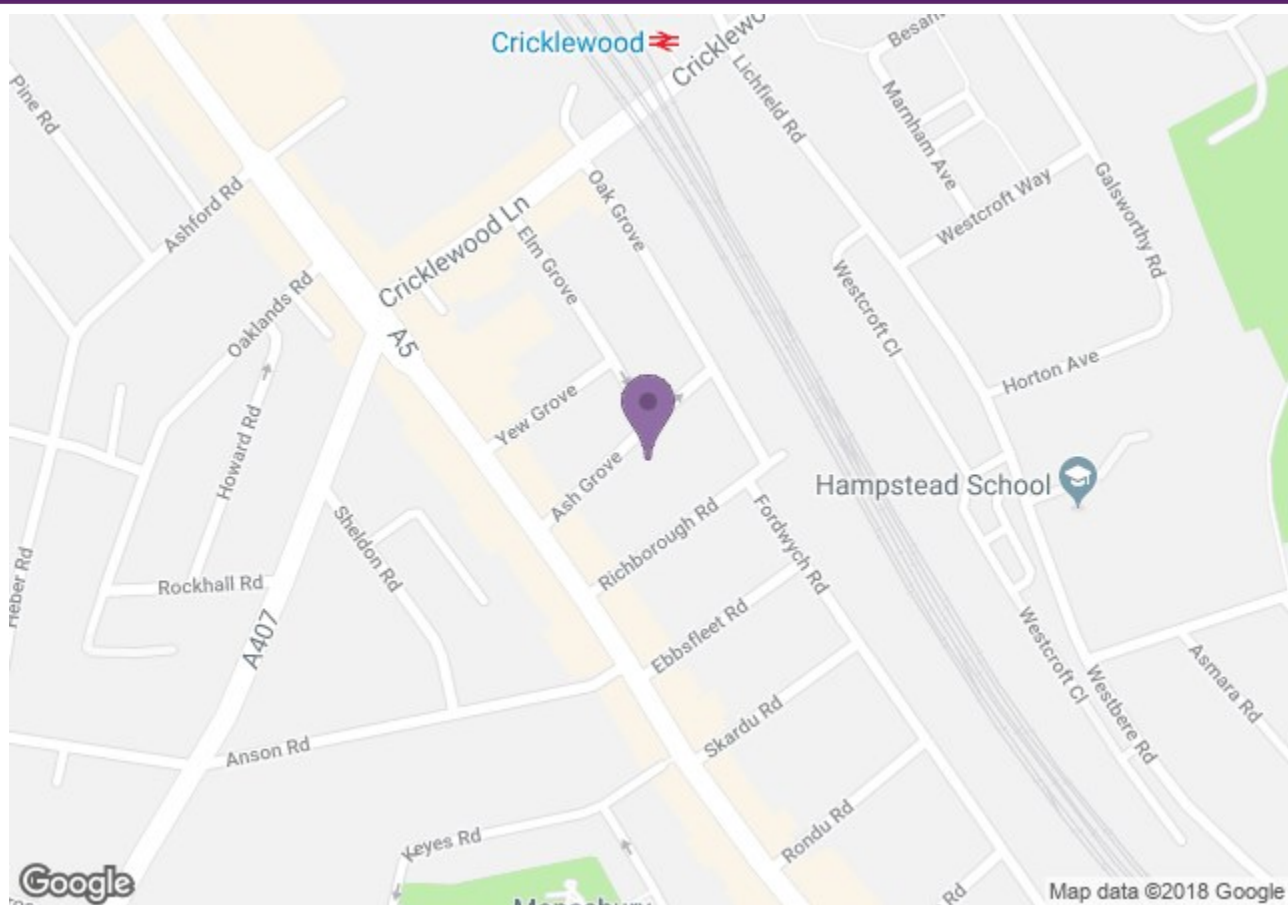 Cricklewood
Pine Rd
Lichfield Rd
Marnham Ave
Ashford Rd
Oak Grove
Westcroft Way
Galsworthy Rd
Cricklewood Ln
Elm Grove
Westcroft Cl
Oaklands Rd
A5
Horton Ave
Yew Grove
Howard Rd
Ash Grove
Hampstead School
Richborough Rd
Fordwych Rd
Sheldon Rd
Rockhall Rd
Heber Rd
A407
Ebbsfleet Rd
Westcroft Cl
Westbere Rd
Asmara Rd
Skardu Rd
Anson Rd
Rondu Rd
Keyes Rd
Rd
Google
Map data ©2018 Google